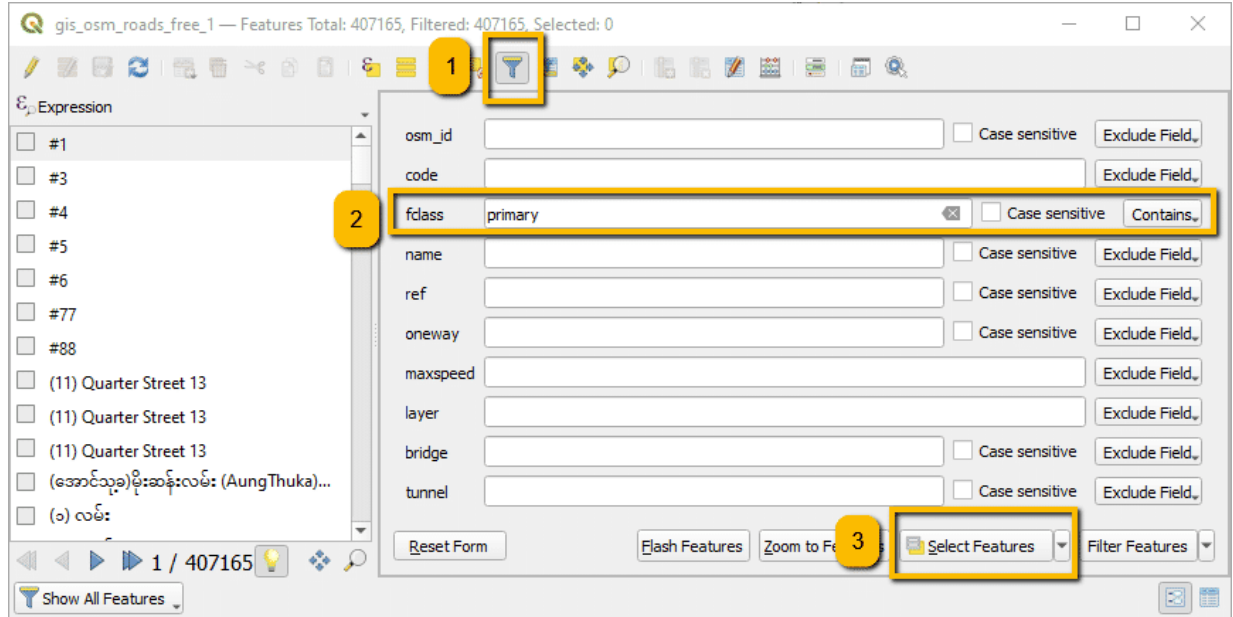 gis_osm_roads_free_1 — Features Total: 407165, Filtered: 407165, Selected: 0
1
Expression
#1
#3
#4
#5
#6
#77
#88
(11) Quarter Street 13
(11) Quarter Street 13
(11) Quarter Street 13
(အောင်သုခ)မိုးဆန်းလမ်း (AungThuka)...
(၁) လမ်း
1 / 407165
Show All Features
osm_id Case sensitive Exclude Field
code Exclude Field
2
fclass primary Case sensitive Contains
name Case sensitive Exclude Field
ref Case sensitive Exclude Field
oneway Case sensitive Exclude Field
maxspeed Exclude Field
layer Exclude Field
bridge Case sensitive Exclude Field
tunnel Case sensitive Exclude Field
3
Reset Form Flash Features Zoom to Select Features Filter Features